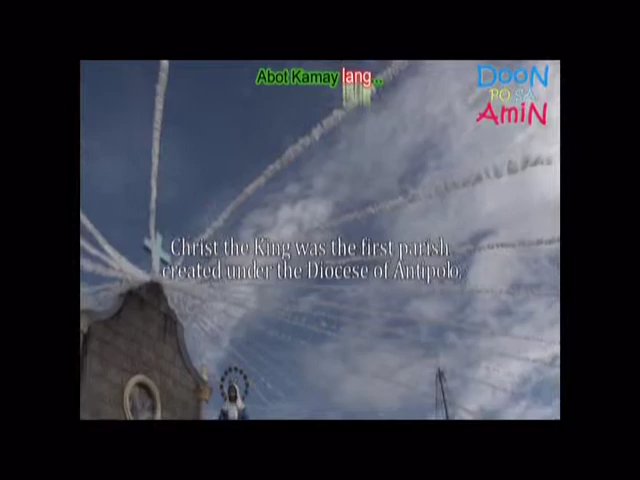 Abot Kamay lang...
DooN
PO SA
AmiN
Christ the King was the first parish
created under the Diocese of Antipolo.